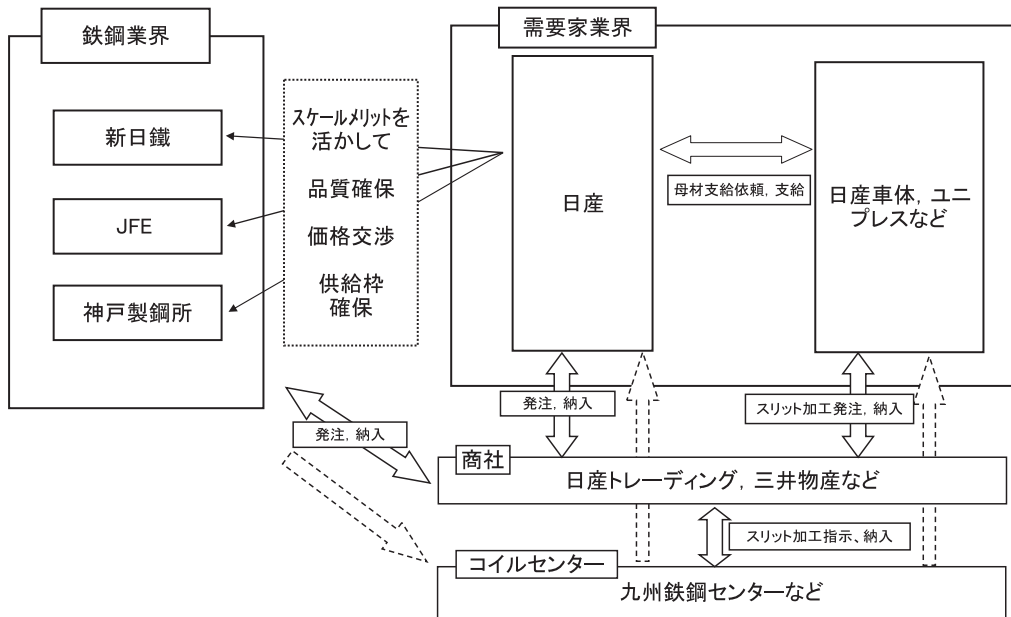 鉄鋼業界
新日鐵
JFE
神戸製鋼所
スケールメリットを
活かして
品質確保
価格交渉
供給枠
確保
需要家業界
日産
母材支給依頼, 支給
日産車体, ユニ
プレスなど
発注, 納入
スリット加工発注, 納入
発注, 納入
商社
日産トレーディング, 三井物産など
スリット加工指示、納入
コイルセンター
九州鉄鋼センターなど